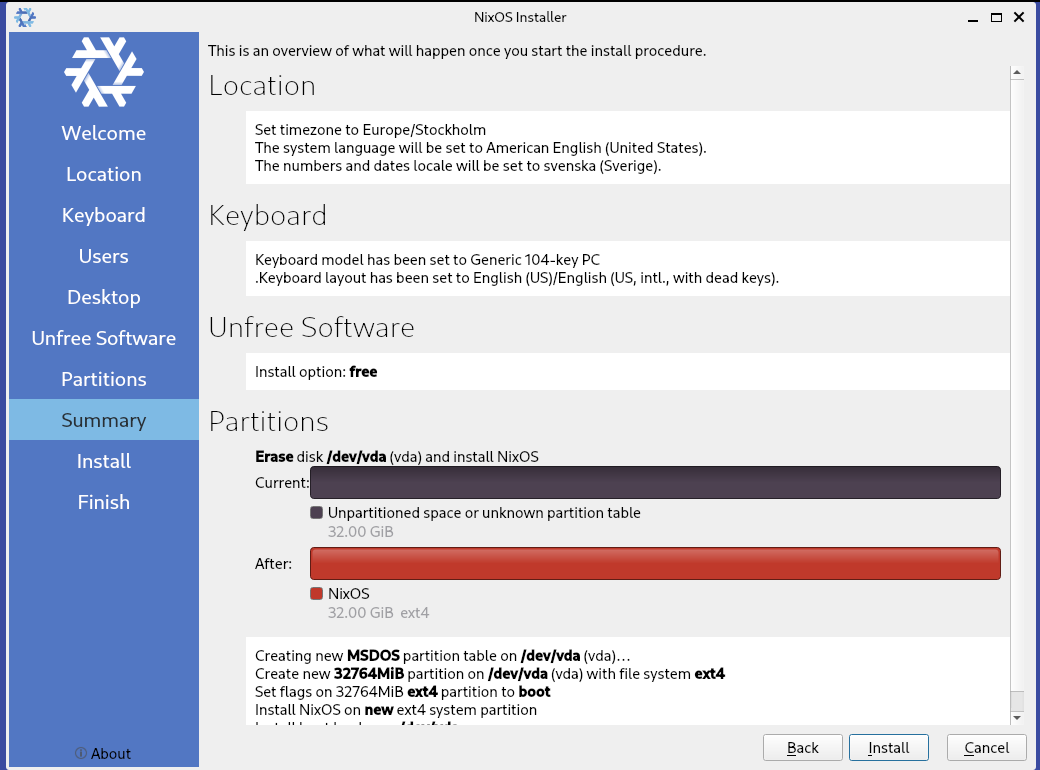 NixOS Installer
This is an overview of what will happen once you start the install procedure.
Welcome
Location
Keyboard
Users
Desktop
Unfree Software
Partitions
Summary
Install
Finish
About
Location
Set timezone to Europe/Stockholm
The system language will be set to American English (United States).
The numbers and dates locale will be set to svenska (Sverige).
Keyboard
Keyboard model has been set to Generic 104-key PC
.Keyboard layout has been set to English (US)/English (US, intl., with dead keys).
Unfree Software
Install option: free
Partitions
Erase disk /dev/vda (vda) and install NixOS
Current:
Unpartitioned space or unknown partition table
32.00 GiB
After:
NixOS
32.00 GiB ext4
Creating new MSDOS partition table on /dev/vda (vda)…
Create new 32764MiB partition on /dev/vda (vda) with file system ext4
Set flags on 32764MiB ext4 partition to boot
Install NixOS on new ext4 system partition
Back
Install
Cancel